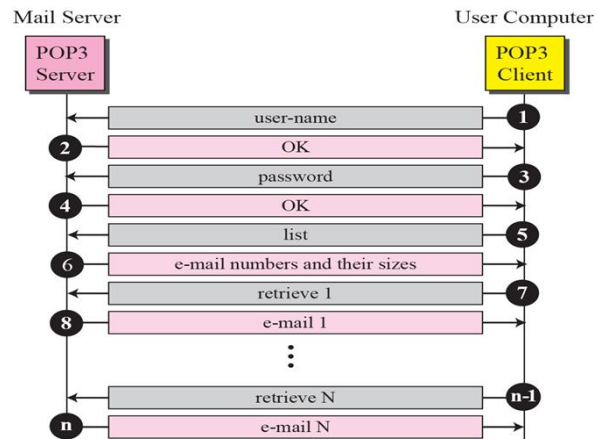 Mail Server
User Computer
POP3
Server
POP3
Client
user-name
1
2
OK
password
3
4
OK
list
5
6
e-mail numbers and their sizes
retrieve 1
7
8
e-mail 1
retrieve N
n-1
n
e-mail N